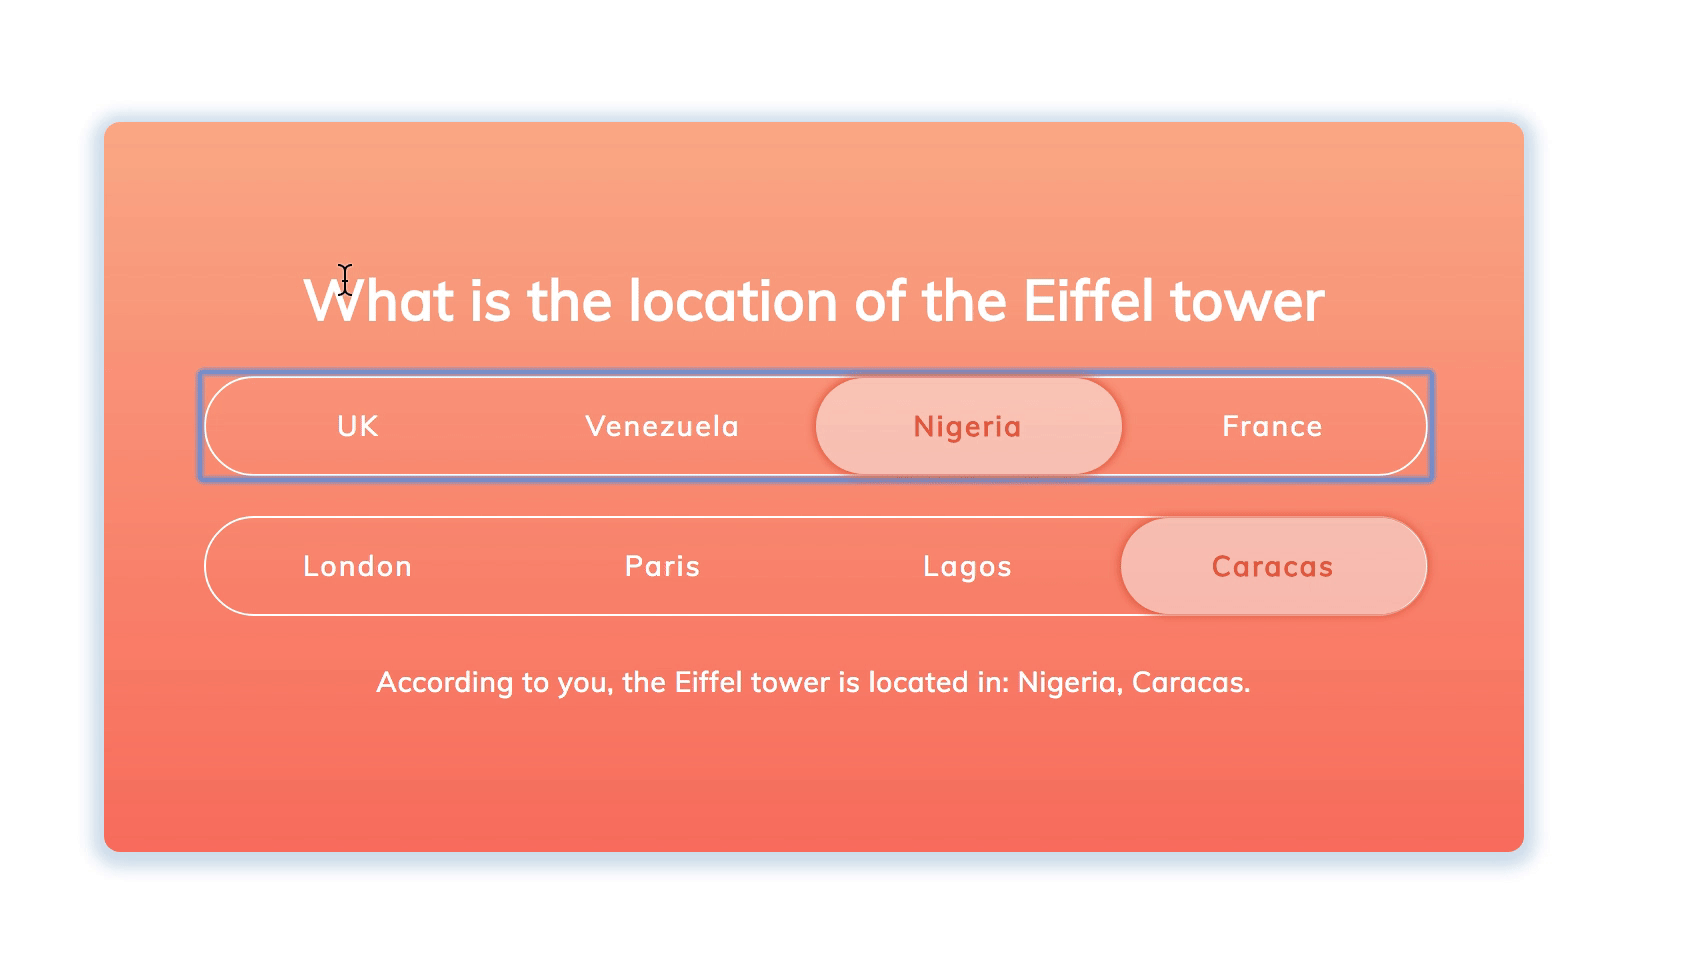 What is the location of the Eiffel tower
UK Venezuela Nigeria France
London Paris Lagos Caracas
According to you, the Eiffel tower is located in: Nigeria, Caracas.